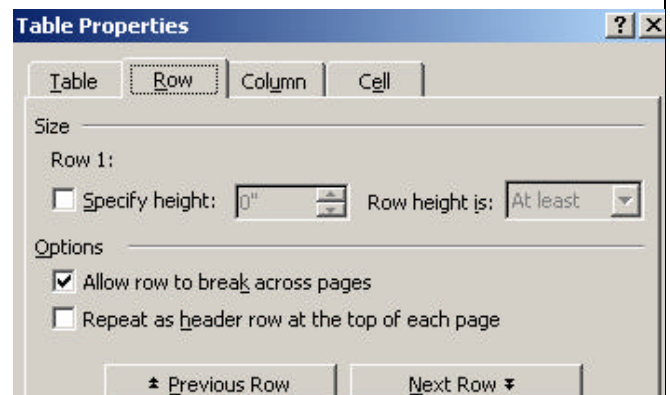 Table Properties
Table Row Column Cell
Size
Row 1:
Specify height: 0" Row height is: At least
Options
Allow row to break across pages
Repeat as header row at the top of each page
Previous Row Next Row